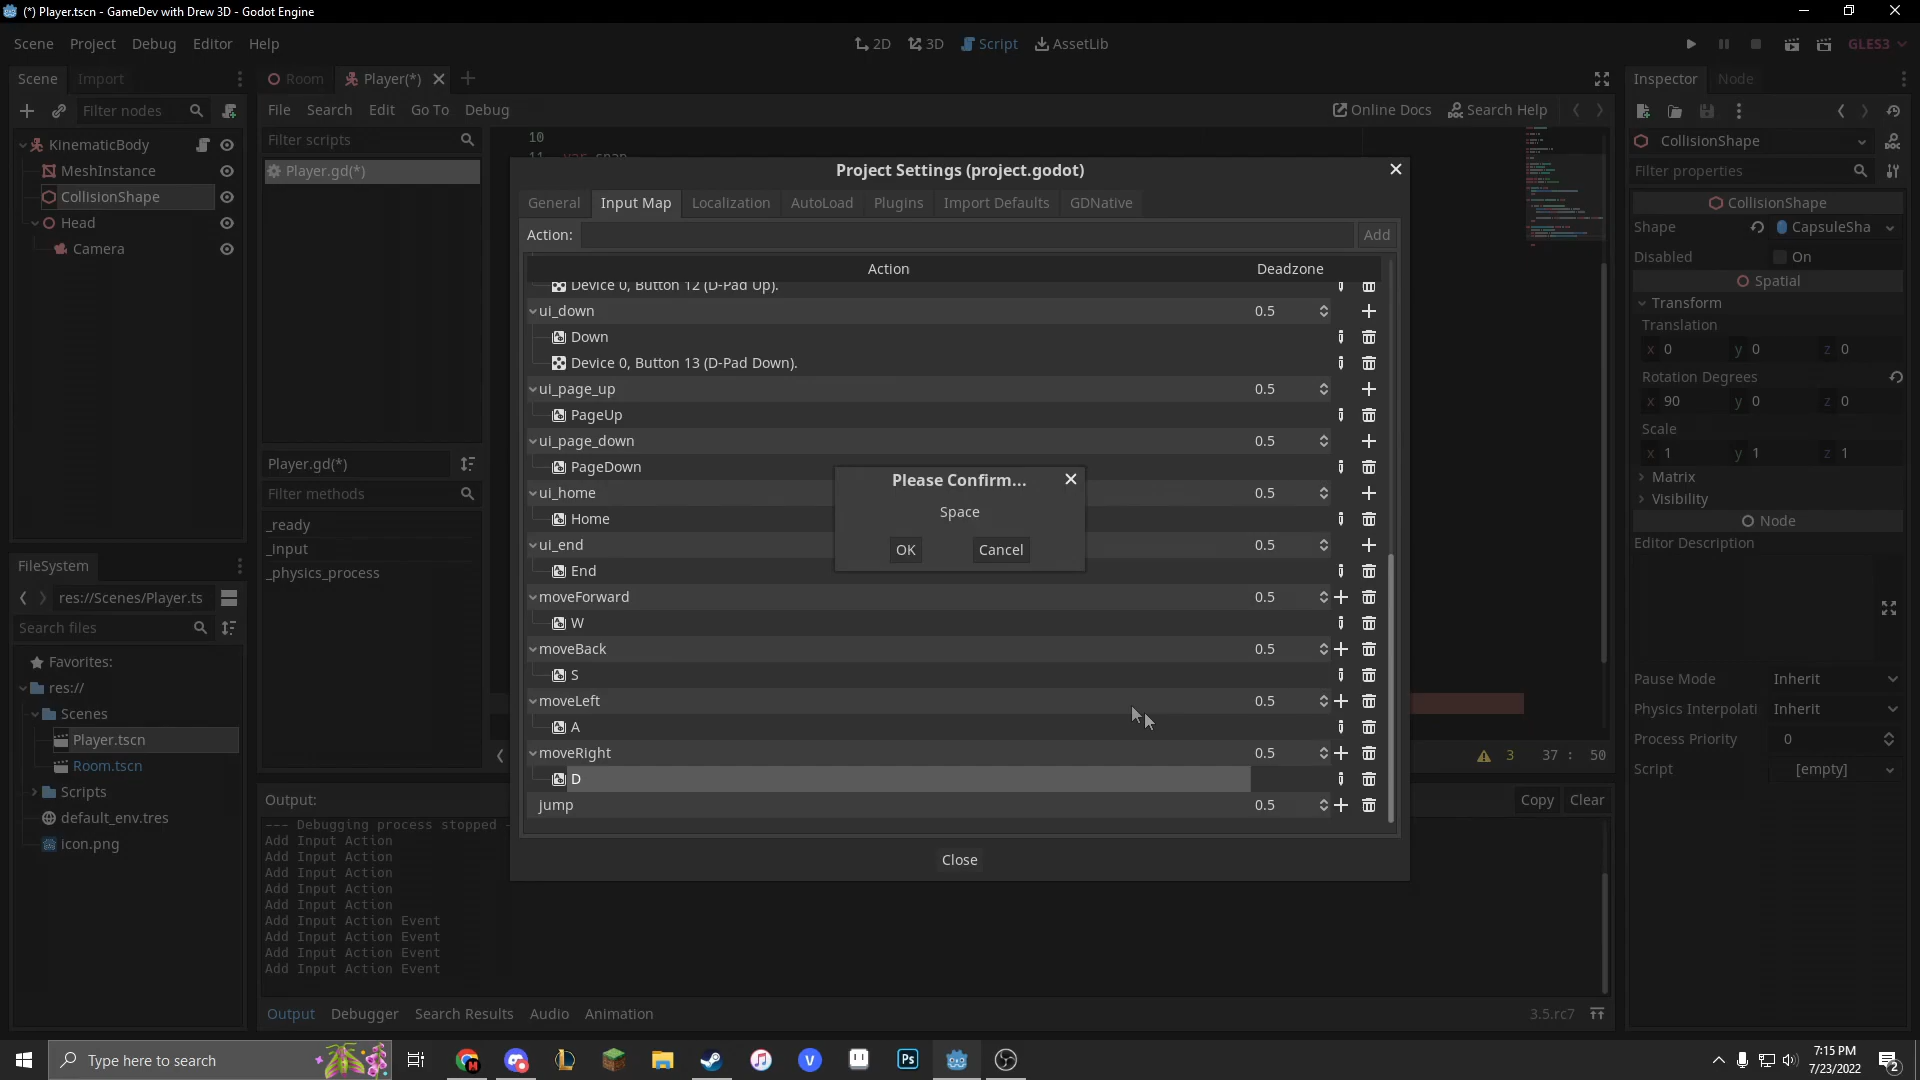 (*) Player.tscn - GameDev with Drew 3D - Godot Engine
Scene Project Debug Editor Help
2D 3D Script AssetLib
GLES3
Scene Import
Room Player(*)
Inspector Node
Filter nodes
File Search Edit Go To Debug
Online Docs Search Help
Filter scripts
10
KinematicBody
MeshInstance
CollisionShape
Head
Camera
Player.gd(*)
Project Settings (project.godot)
General Input Map Localization AutoLoad Plugins Import Defaults GDNative
Action: Add
Action Deadzone
Device 0, Button 12 (D-Pad Up).
ui_down 0.5
Down
Device 0, Button 13 (D-Pad Down).
ui_page_up 0.5
PageUp
ui_page_down 0.5
PageDown
ui_home 0.5
Home
ui_end 0.5
End
moveForward 0.5
W
moveBack 0.5
S
moveLeft 0.5
A
moveRight 0.5
D
jump 0.5
Close
Please Confirm...
Space
OK Cancel
CollisionShape
Filter properties
CollisionShape
Shape CapsuleSha
Disabled On
Spatial
Transform
Translation
x 0 y 0 z 0
Rotation Degrees
x 90 y 0 z 0
Scale
x 1 y 1 z 1
Matrix
Visibility
Node
Editor Description
Pause Mode Inherit
Physics Interpolati Inherit
Process Priority 0
Script [empty]
Player.gd(*)
Filter methods
_ready
_input
_physics_process
FileSystem
res://Scenes/Player.ts
Search files
Favorites:
res://
Scenes
Player.tscn
Room.tscn
Scripts
default_env.tres
icon.png
3 37 : 50
Output: Copy Clear
--- Debugging process stopped
Add Input Action
Add Input Action
Add Input Action
Add Input Action
Add Input Action
Add Input Action Event
Add Input Action Event
Add Input Action Event
Add Input Action Event
Output Debugger Search Results Audio Animation
3.5.rc7
Type here to search
Ps
7:15 PM
7/23/2022
2